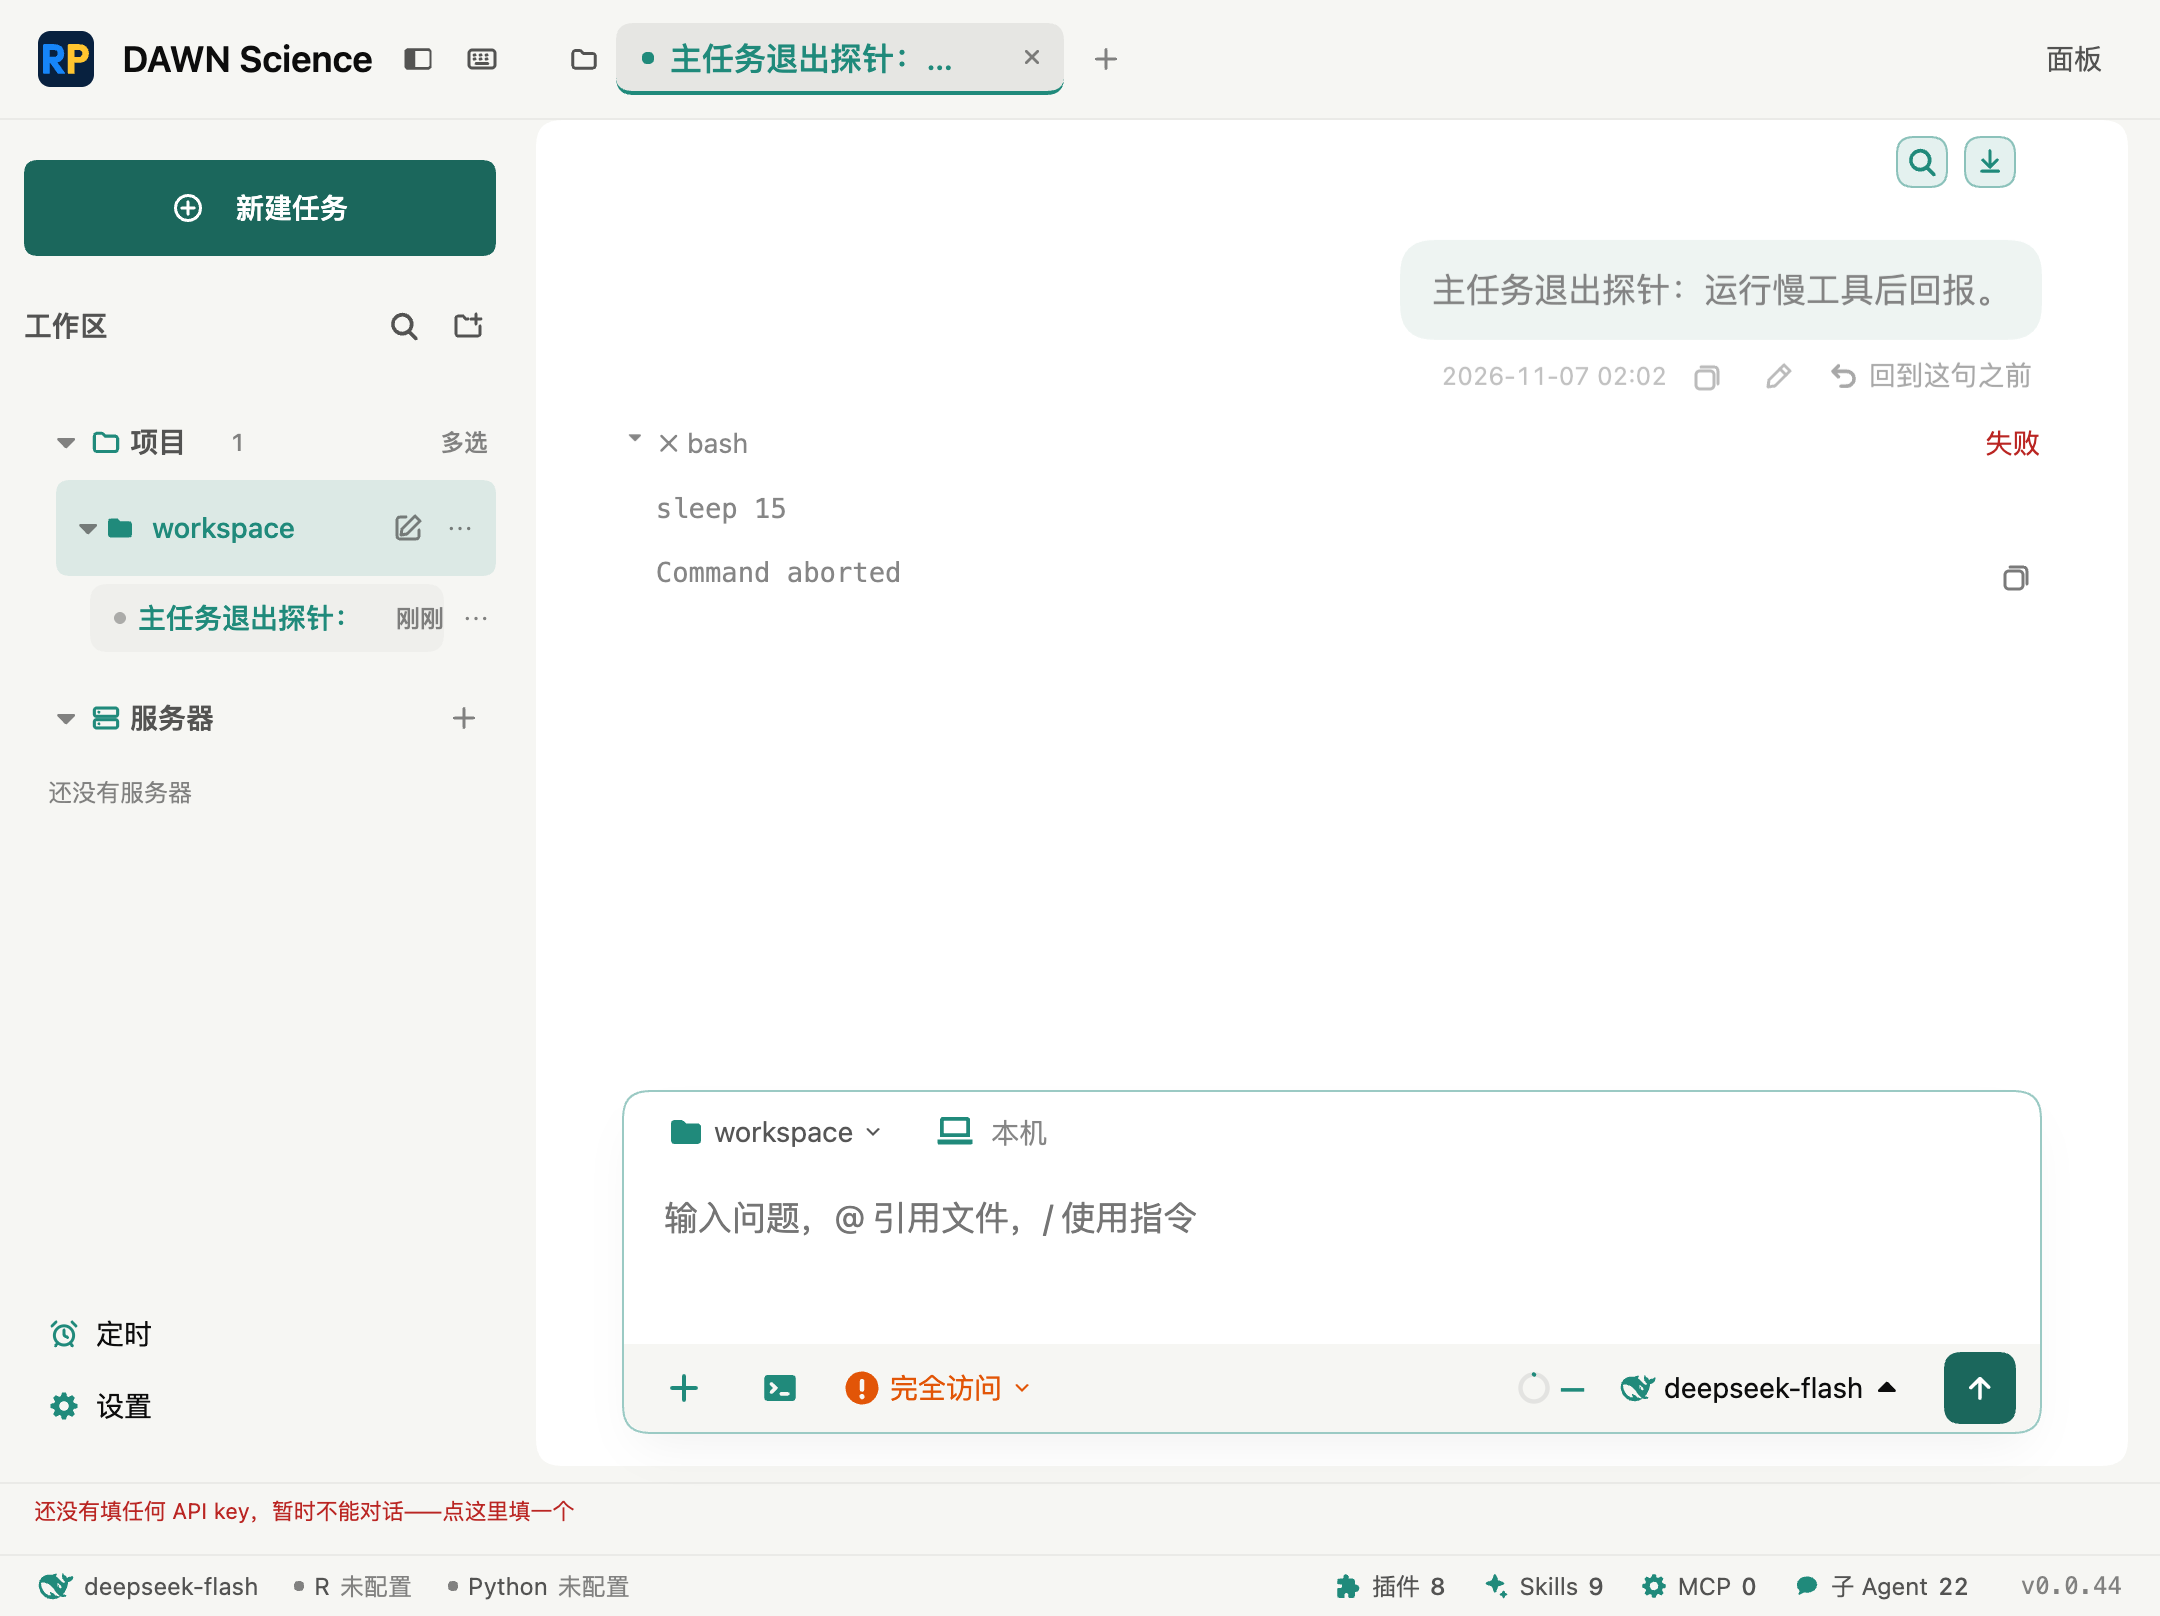 RP DAWN Science
主任务退出探针：...
面板
新建任务
工作区
项目 1 多选
workspace
主任务退出探针： 刚刚
服务器
还没有服务器
定时
设置
主任务退出探针：运行慢工具后回报。
2026-11-07 02:02 回到这句之前
bash 失败
sleep 15
Command aborted
workspace 本机
输入问题，@ 引用文件，/ 使用指令
完全访问 deepseek-flash
还没有填任何 API key，暂时不能对话——点这里填一个
deepseek-flash R 未配置 Python 未配置 插件 8 Skills 9 MCP 0 子 Agent 22 v0.0.44